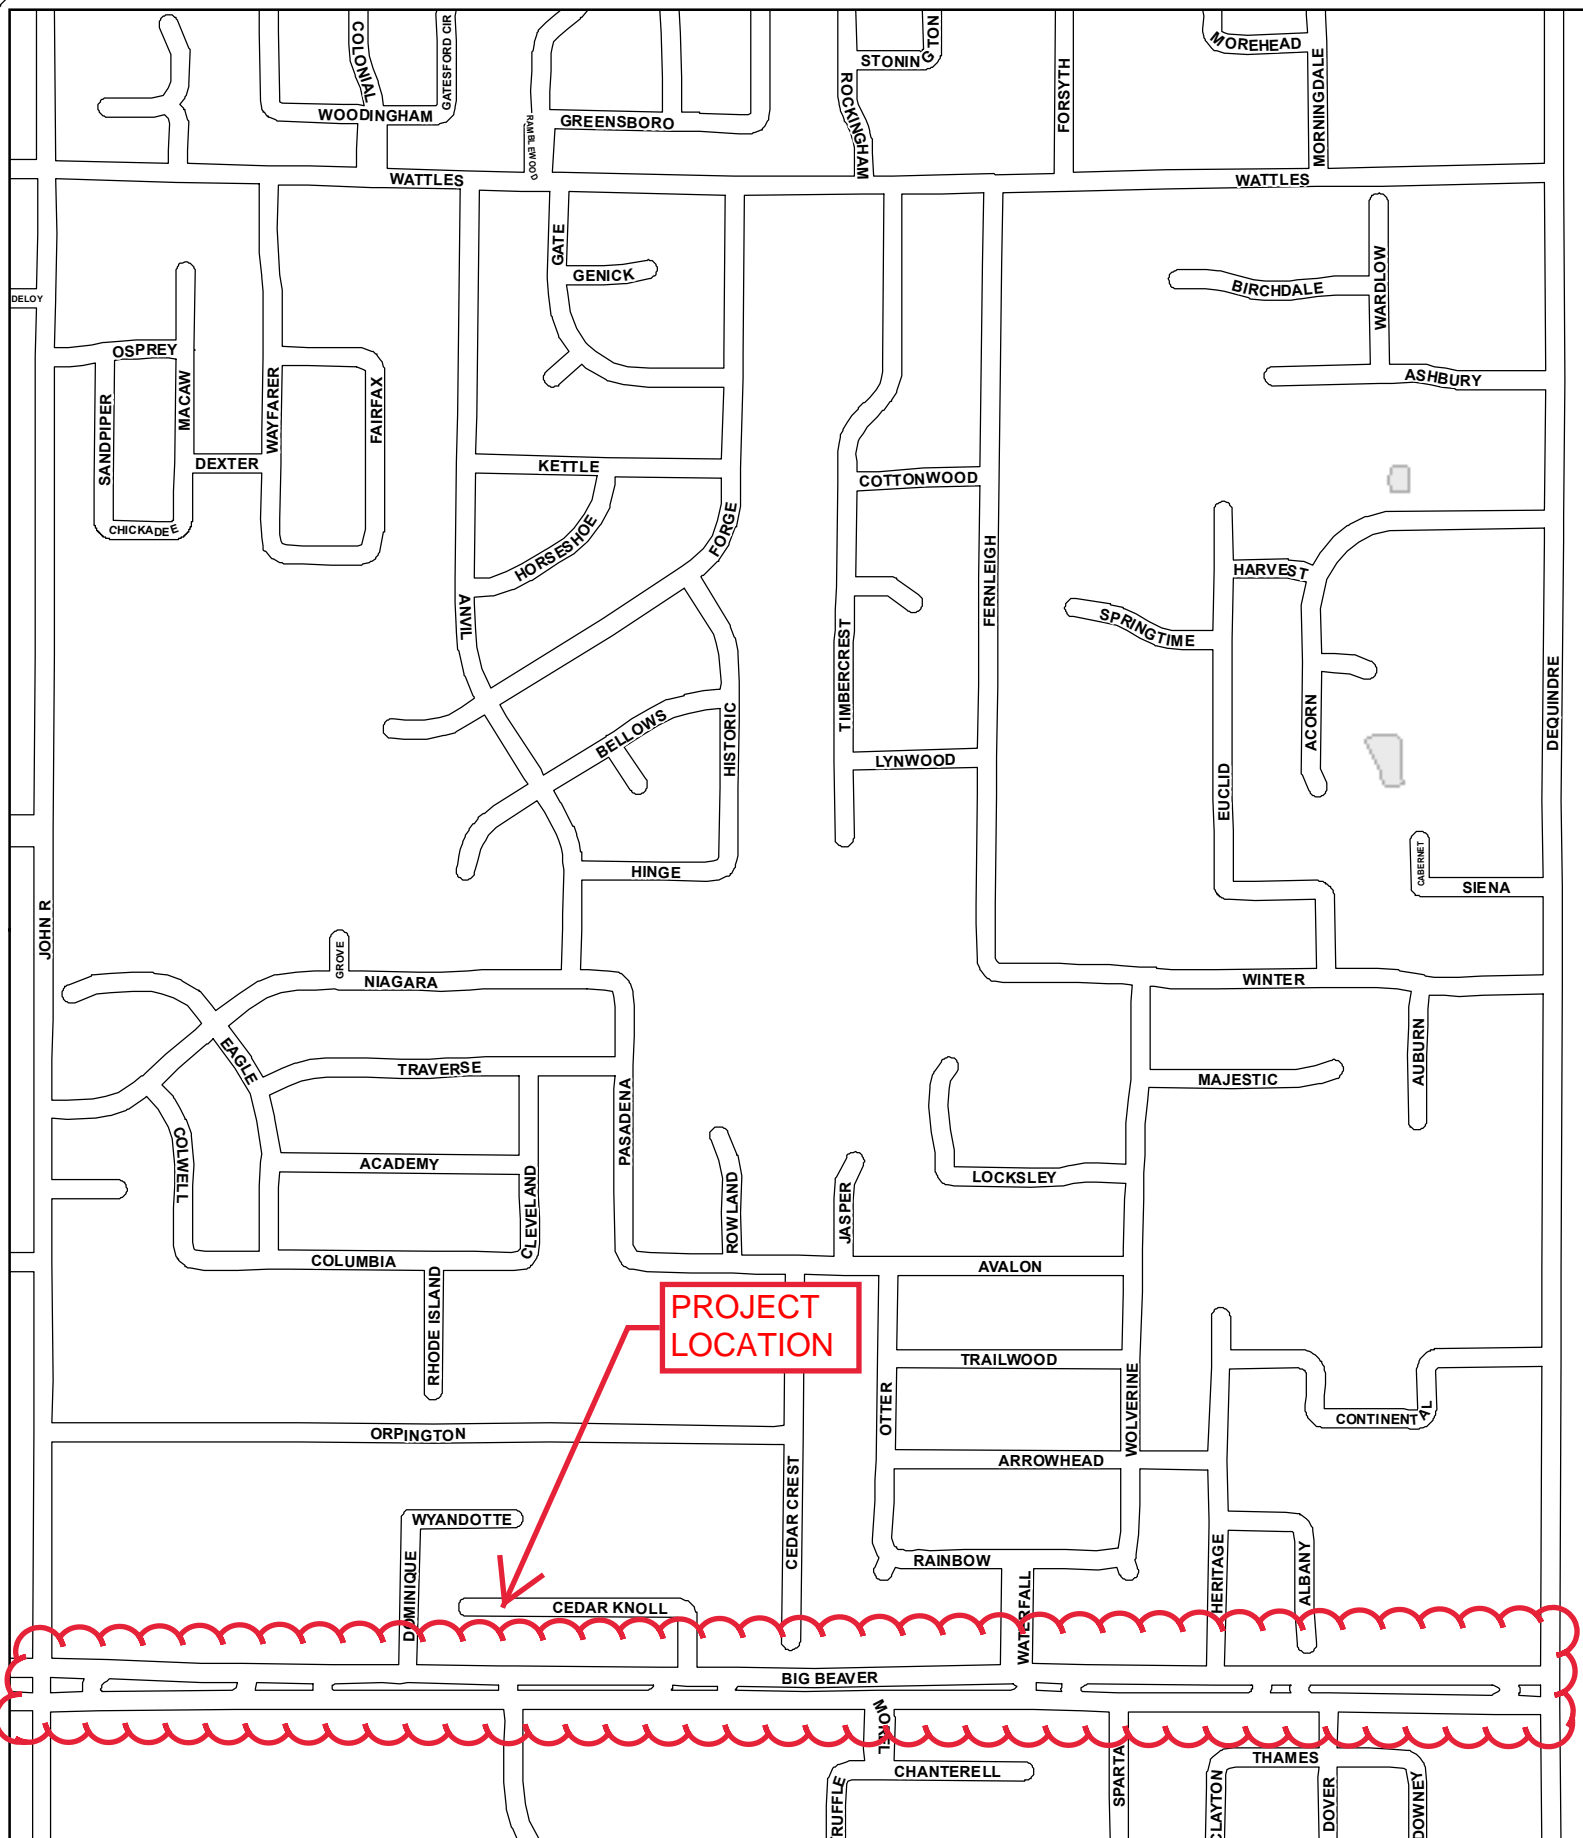 COLONIAL
GATESFORD CIR
STONINGTON
MOREHEAD
WOODINGHAM
RAMBLEWOOD
GREENSBORO
ROCKINGHAM
FORSYTH
MORNINGDALE
WATTLES
WATTLES
GATE
GENICK
BIRCHDALE
WARDLOW
DELOY
OSPREY
MACAW
SANDPIPER
WAYFARER
FAIRFAX
ASHBURY
DEXTER
KETTLE
COTTONWOOD
CHICKADEE
HORSESHOE
FORGE
FERNLEIGH
HARVEST
ANVIL
SPRINGTIME
TIMBERCREST
DEQUINDRE
BELLOWS
HISTORIC
ACORN
LYNWOOD
EUCLID
HINGE
CABERNET
SIENA
JOHN R
GROVE
NIAGARA
WINTER
EAGLE
TRAVERSE
AUBURN
MAJESTIC
PASADENA
COLWELL
ACADEMY
CLEVELAND
ROWLAND
JASPER
LOCKSLEY
COLUMBIA
AVALON
RHODE ISLAND
PROJECT
LOCATION
TRAILWOOD
OTTER
WOLVERINE
CONTINENTAL
ORPINGTON
ARROWHEAD
CEDAR CREST
WYANDOTTE
RAINBOW
DOMINIQUE
CEDAR KNOLL
WATERFALL
HERITAGE
ALBANY
BIG BEAVER
MOREL
CHANTERELL
THAMES
TRUFFLE
SPARTA
CLAYTON
DOVER
DOWNEY